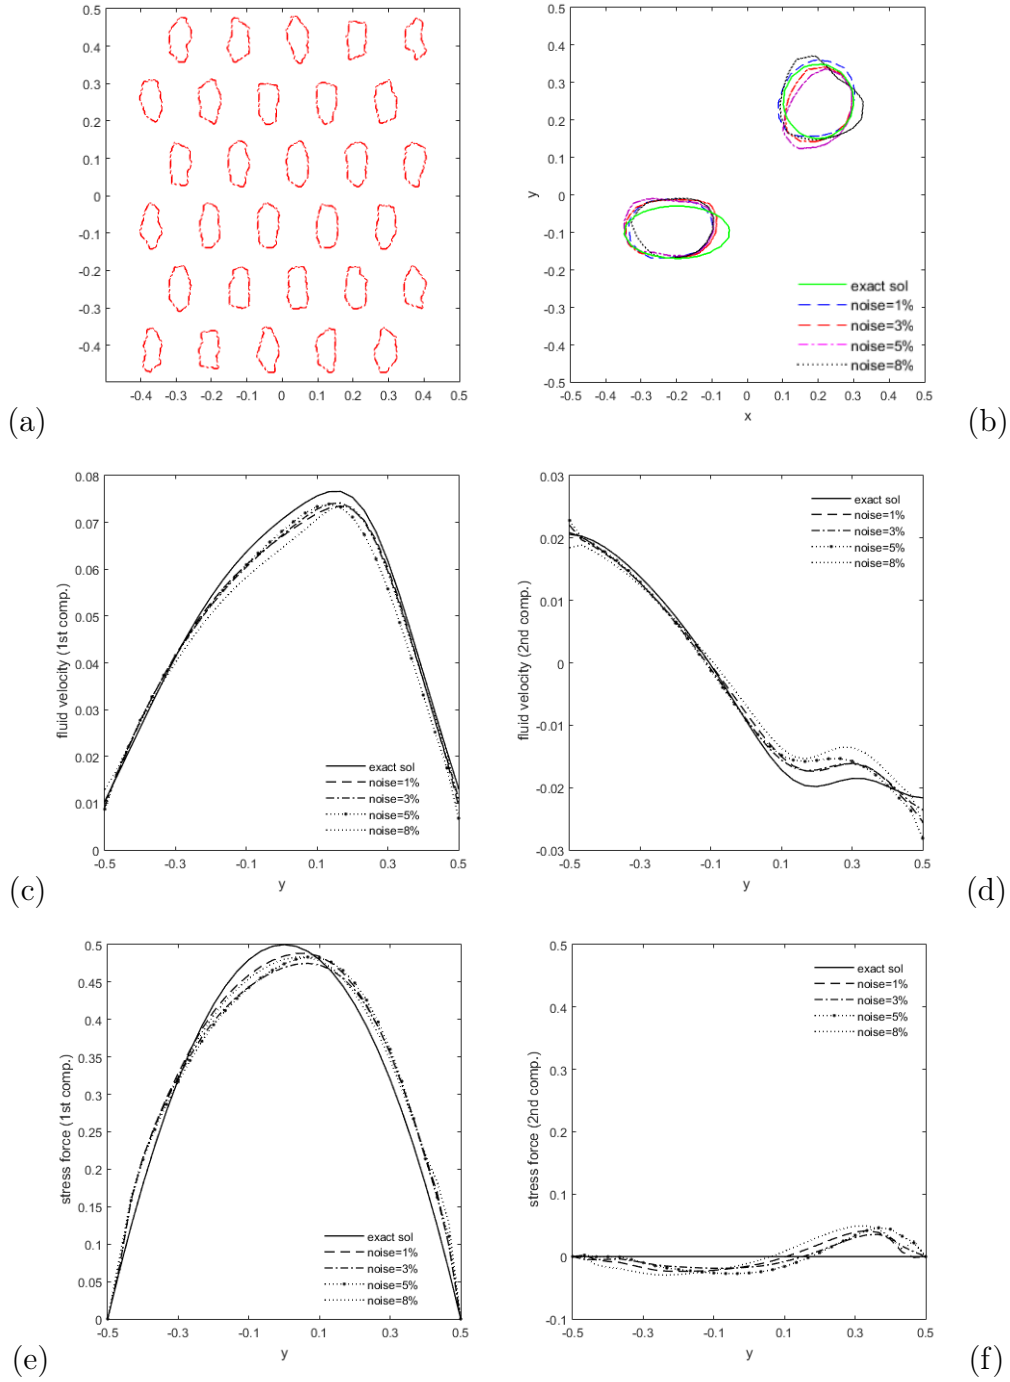 0.5
0.4
0.3
0.2
0.1
0
-0.1
-0.2
-0.3
-0.4
-0.4 -0.3 -0.2 -0.1 0 0.1 0.2 0.3 0.4 0.5
(a)
0.5
0.4
0.3
0.2
0.1
0
-0.1
-0.2
-0.3
-0.4
-0.5
y
-0.5 -0.4 -0.3 -0.2 -0.1 0 0.1 0.2 0.3 0.4 0.5
x
exact sol
noise=1%
noise=3%
noise=5%
noise=8%
(b)
0.08
0.07
0.06
0.05
0.04
0.03
0.02
0.01
0
fluid velocity (1st comp.)
-0.5 -0.3 -0.1 0.1 0.3 0.5
y
exact sol
noise=1%
noise=3%
noise=5%
noise=8%
(c)
0.03
0.02
0.01
0
-0.01
-0.02
-0.03
fluid velocity (2nd comp.)
-0.5 -0.3 -0.1 0.1 0.3 0.5
y
exact sol
noise=1%
noise=3%
noise=5%
noise=8%
(d)
0.5
0.45
0.4
0.35
0.3
0.25
0.2
0.15
0.1
0.05
0
stress force (1st comp.)
-0.5 -0.3 -0.1 0.1 0.3 0.5
y
exact sol
noise=1%
noise=3%
noise=5%
noise=8%
(e)
0.5
0.4
0.3
0.2
0.1
0
-0.1
stress force (2nd comp.)
-0.5 -0.3 -0.1 0.1 0.3 0.5
y
exact sol
noise=1%
noise=3%
noise=5%
noise=8%
(f)